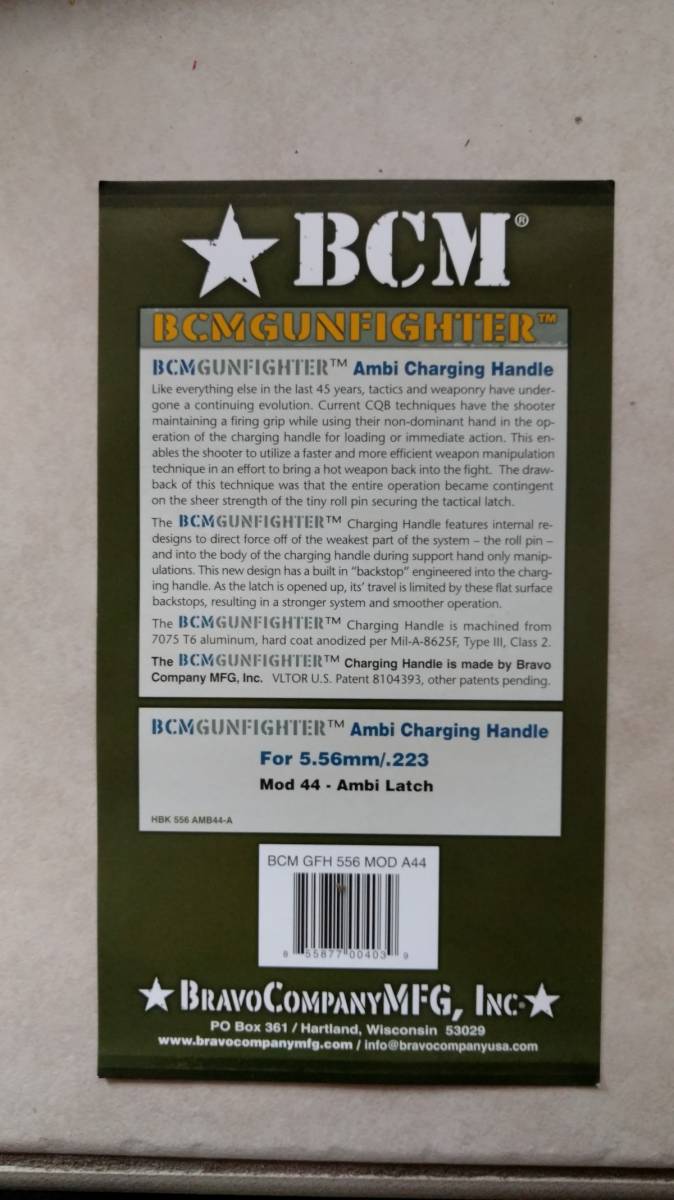 BCM®
BCMGUNFIGHTER™
BCMGUNFIGHTER™ Ambi Charging Handle
Like everything else in the last 45 years, tactics and weaponry have under-
gone a continuing evolution. Current CQB techniques have the shooter
maintaining a firing grip while using their non-dominant hand in the op-
eration of the charging handle for loading or immediate action. This en-
ables the shooter to utilize a faster and more efficient weapon manipulation
technique in an effort to bring a hot weapon back into the fight. The draw-
back of this technique was that the entire operation became contingent
on the sheer strength of the tiny roll pin securing the tactical latch.
The BCMGUNFIGHTER™ Charging Handle features internal re-
designs to direct force off of the weakest part of the system – the roll pin –
and into the body of the charging handle during support hand only manip-
ulations. This new design has a built in “backstop” engineered into the charg-
ing handle. As the latch is opened up, its’ travel is limited by these flat surface
backstops, resulting in a stronger system and smoother operation.
The BCMGUNFIGHTER™ Charging Handle is machined from
7075 T6 aluminum, hard coat anodized per Mil-A-8625F, Type III, Class 2.
The BCMGUNFIGHTER™ Charging Handle is made by Bravo
Company MFG, Inc. VLTOR U.S. Patent 8104393, other patents pending.
BCMGUNFIGHTER™ Ambi Charging Handle
For 5.56mm/.223
Mod 44 - Ambi Latch
HBK 556 AMB44-A
BCM GFH 556 MOD A44
8 55877 00403 9
BRAVOCOMPANYMFG, INC.
PO Box 361 / Hartland, Wisconsin 53029
www.bravocompanymfg.com / info@bravocompanyusa.com